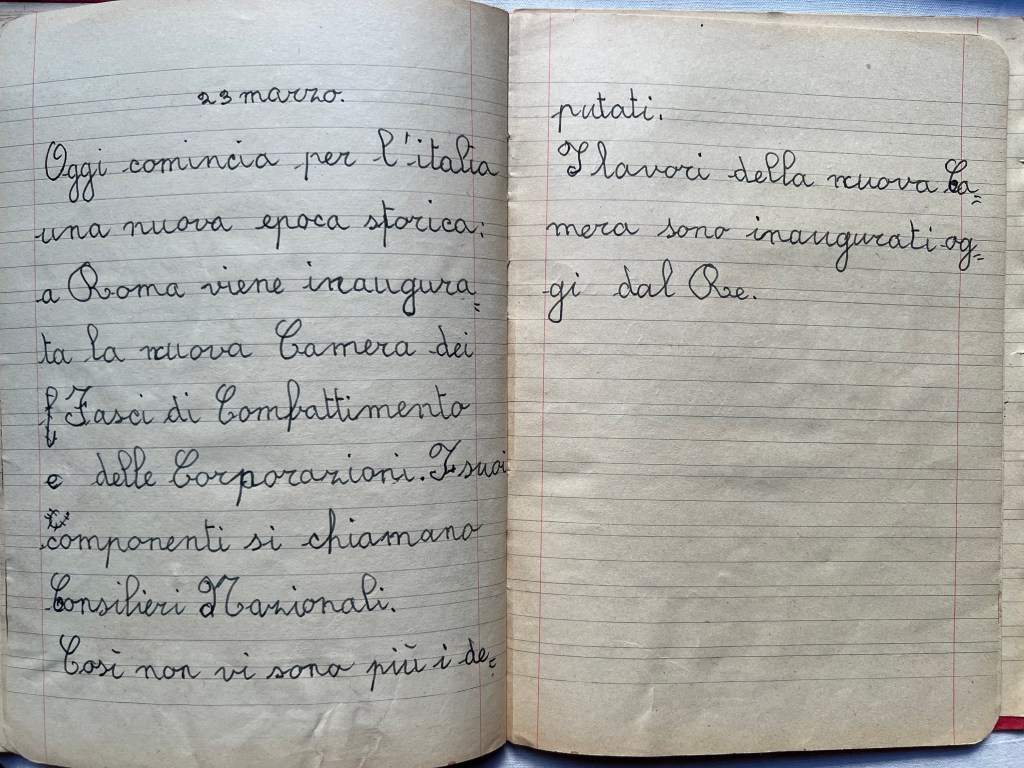 23 marzo.
Oggi comincia per l'italia
una nuova epoca storica:
a Roma viene inaugura=
ta la nuova Camera dei
f Fasci di Combattimento
e delle Corporazioni. I suoi
componenti si chiamano
Consilieri Nazionali.
Così non vi sono più i de=
putati.
I lavori della nuova Ca=
mera sono inaugurati og=
gi dal Re.